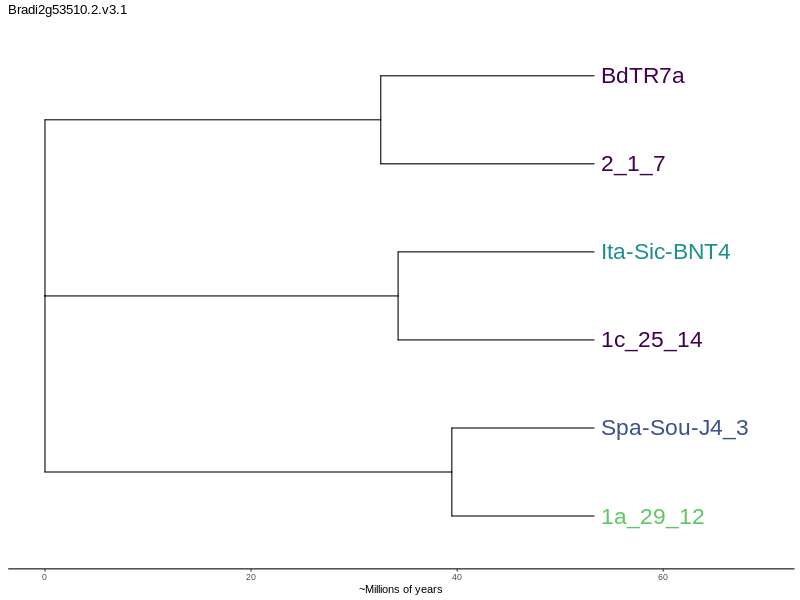 Bradi2g53510.2.v3.1
BdTR7a
2_1_7
Ita-Sic-BNT4
1c_25_14
Spa-Sou-J4_3
1a_29_12
0 20 40 60
~Millions of years